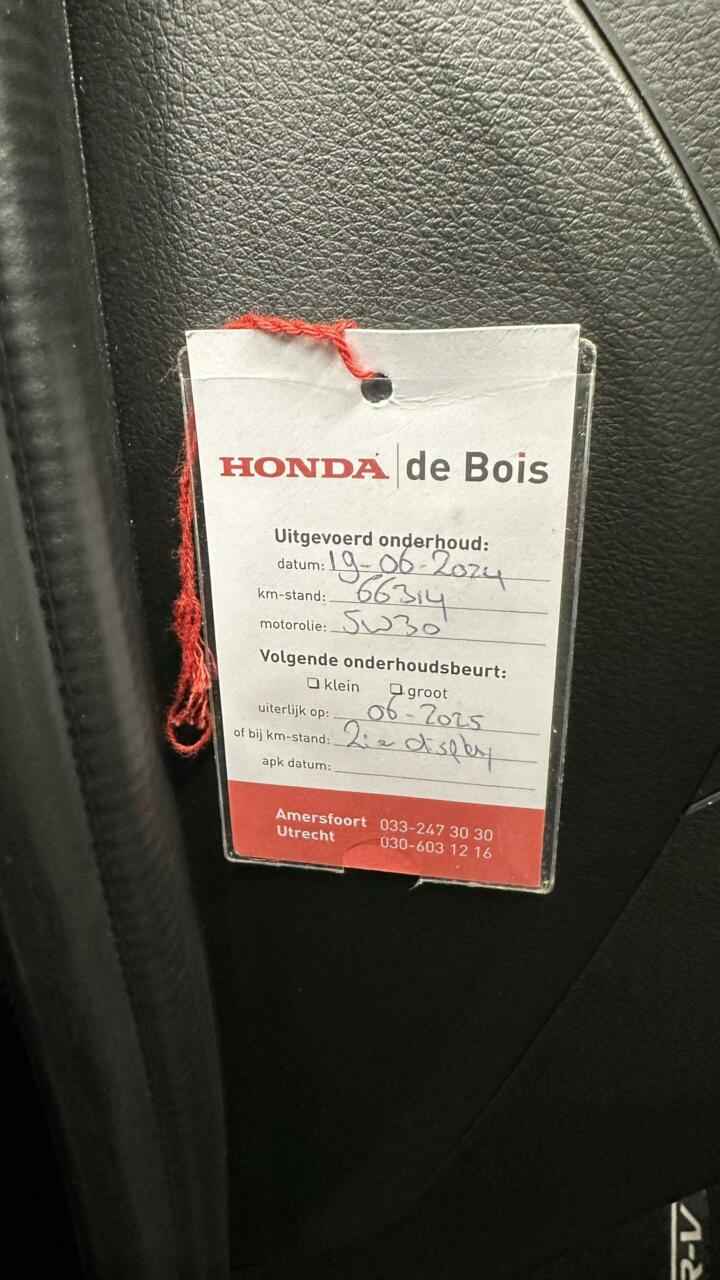 HONDA de Bois
Uitgevoerd onderhoud:
datum: 19-06-2024
km-stand: 66314
motorolie: 5W30
Volgende onderhoudsbeurt:
klein groot
uiterlijk op: 06-2025
of bij km-stand: Zie display
apk datum:
Amersfoort 033-247 30 30
Utrecht 030-603 12 16
R-V